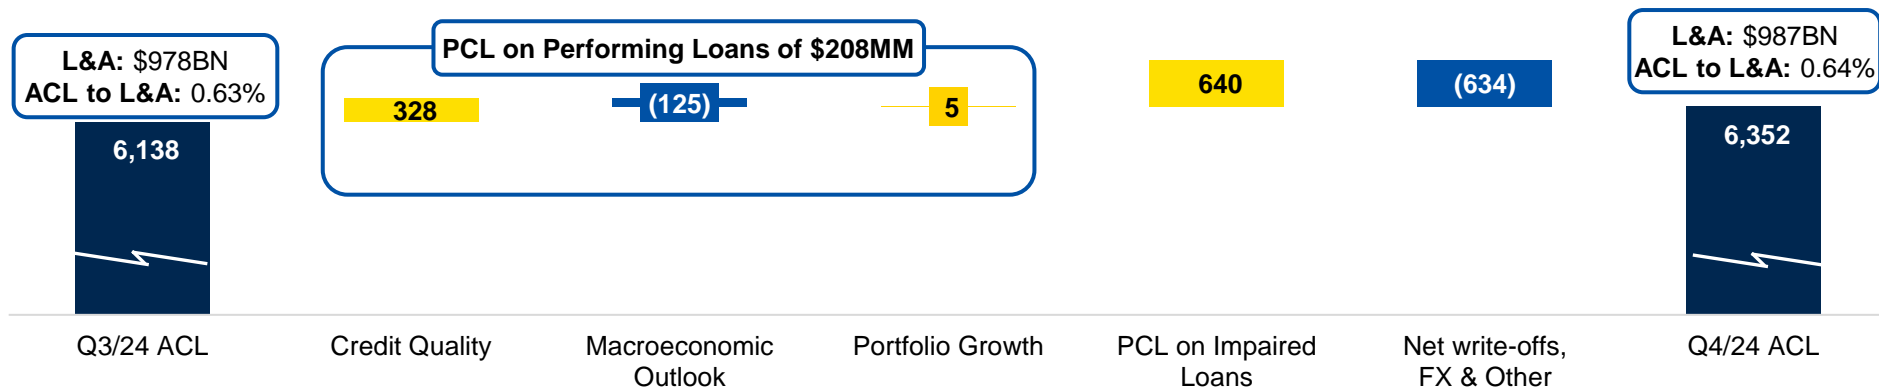 L&A: $978BN
ACL to L&A: 0.63%
PCL on Performing Loans of $208MM
L&A: $987BN
ACL to L&A: 0.64%
6,138
328
(125)
5
640
(634)
6,352
Q3/24 ACL
Credit Quality
Macroeconomic
Outlook
Portfolio Growth
PCL on Impaired
Loans
Net write-offs,
FX & Other
Q4/24 ACL